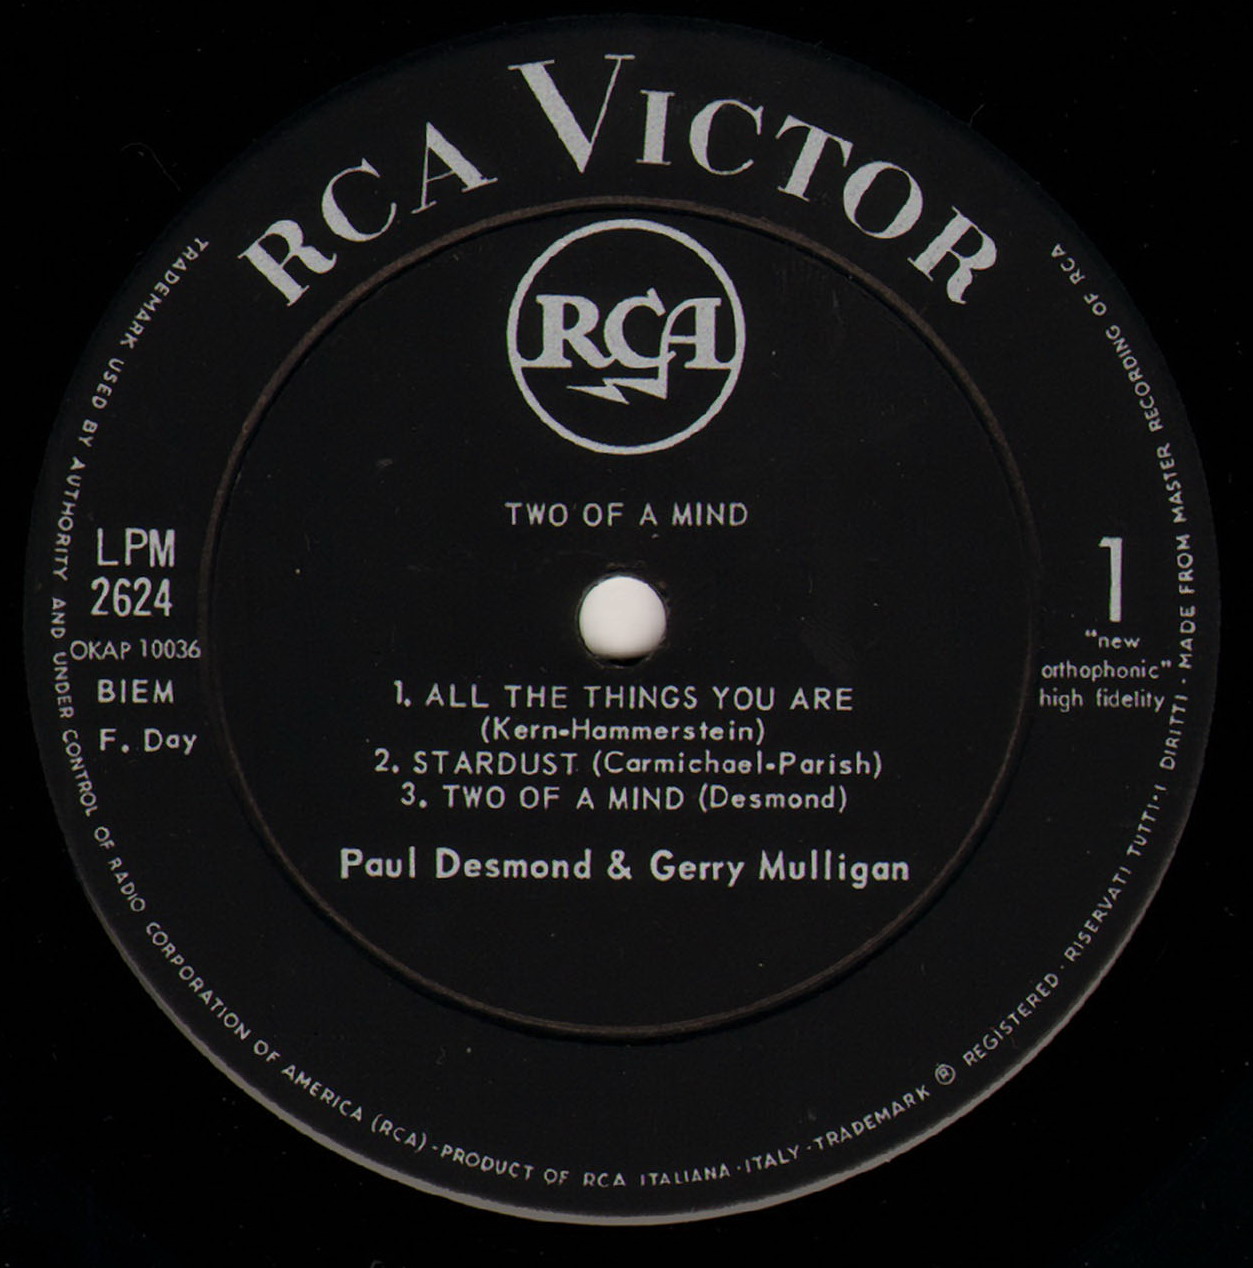 RCA VICTOR
RCA
TWO OF A MIND
LPM
2624
OKAP 10036
BIEM
F. Day
1
"new
orthophonic"
high fidelity
1. ALL THE THINGS YOU ARE
(Kern-Hammerstein)
2. STARDUST (Carmichael-Parish)
3. TWO OF A MIND (Desmond)
Paul Desmond & Gerry Mulligan
TRADEMARK USED BY AUTHORITY AND UNDER CONTROL OF RADIO CORPORATION OF AMERICA (RCA)-PRODUCT OF RCA ITALIANA·ITALY-TRADEMARK ® REGISTERED · RISERVATI TUTTI·I DIRITTI · MADE FROM MASTER RECORDING OF RCA